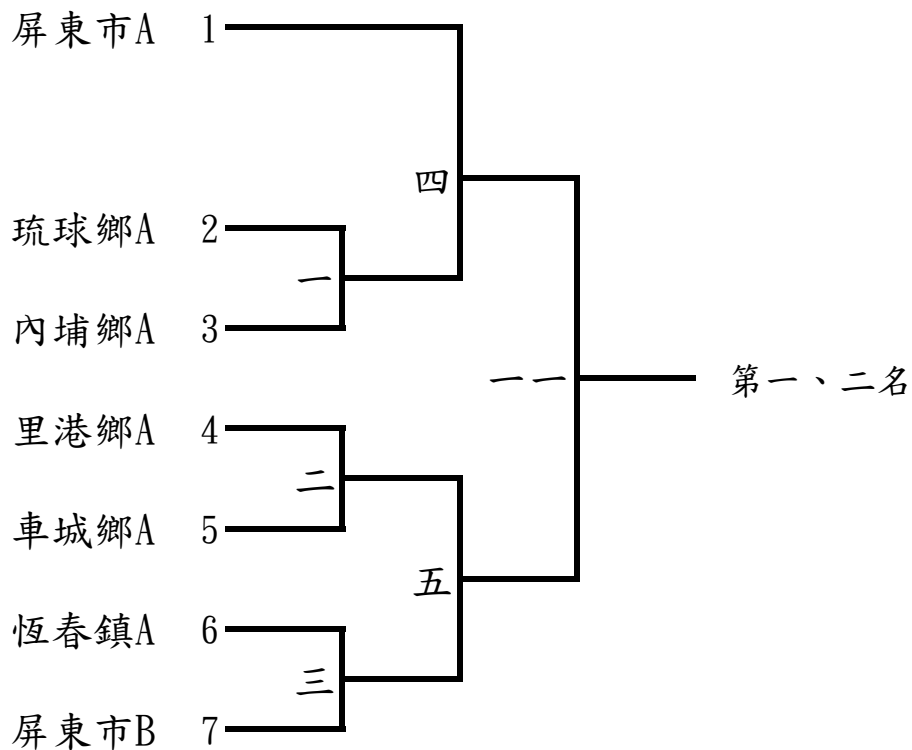 屏東市A 1
四
琉球鄉A 2
一
內埔鄉A 3
一一 第一、二名
里港鄉A 4
二
車城鄉A 5
五
恆春鎮A 6
三
屏東市B 7